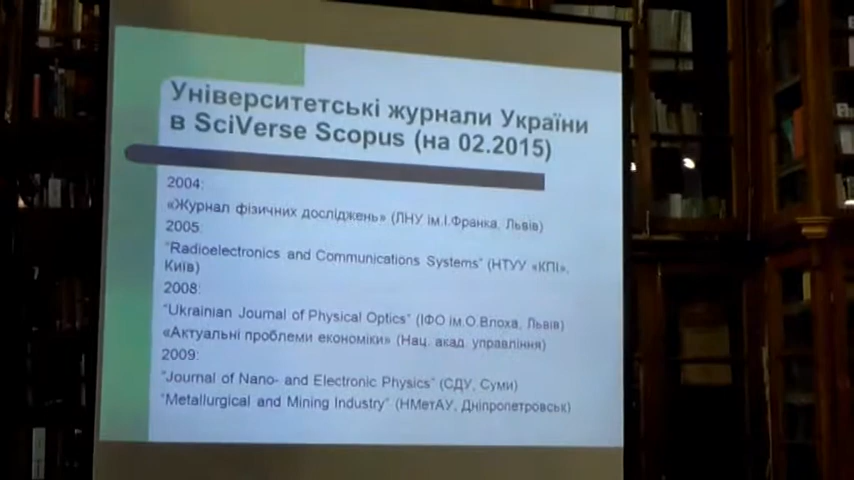 Університетські журнали України
в SciVerse Scopus (на 02.2015)
2004:
«Журнал фізичних досліджень» (ЛНУ ім.І.Франка, Львів)
2005:
"Radioelectronics and Communications Systems" (НТУУ «КПІ»,
Київ)
2008:
"Ukrainian Journal of Physical Optics" (ІФО ім.О.Влоха, Львів)
«Актуальні проблеми економіки» (Нац. акад. управління)
2009:
"Journal of Nano- and Electronic Physics" (СДУ, Суми)
"Metallurgical and Mining Industry" (НМетАУ, Дніпропетровськ)